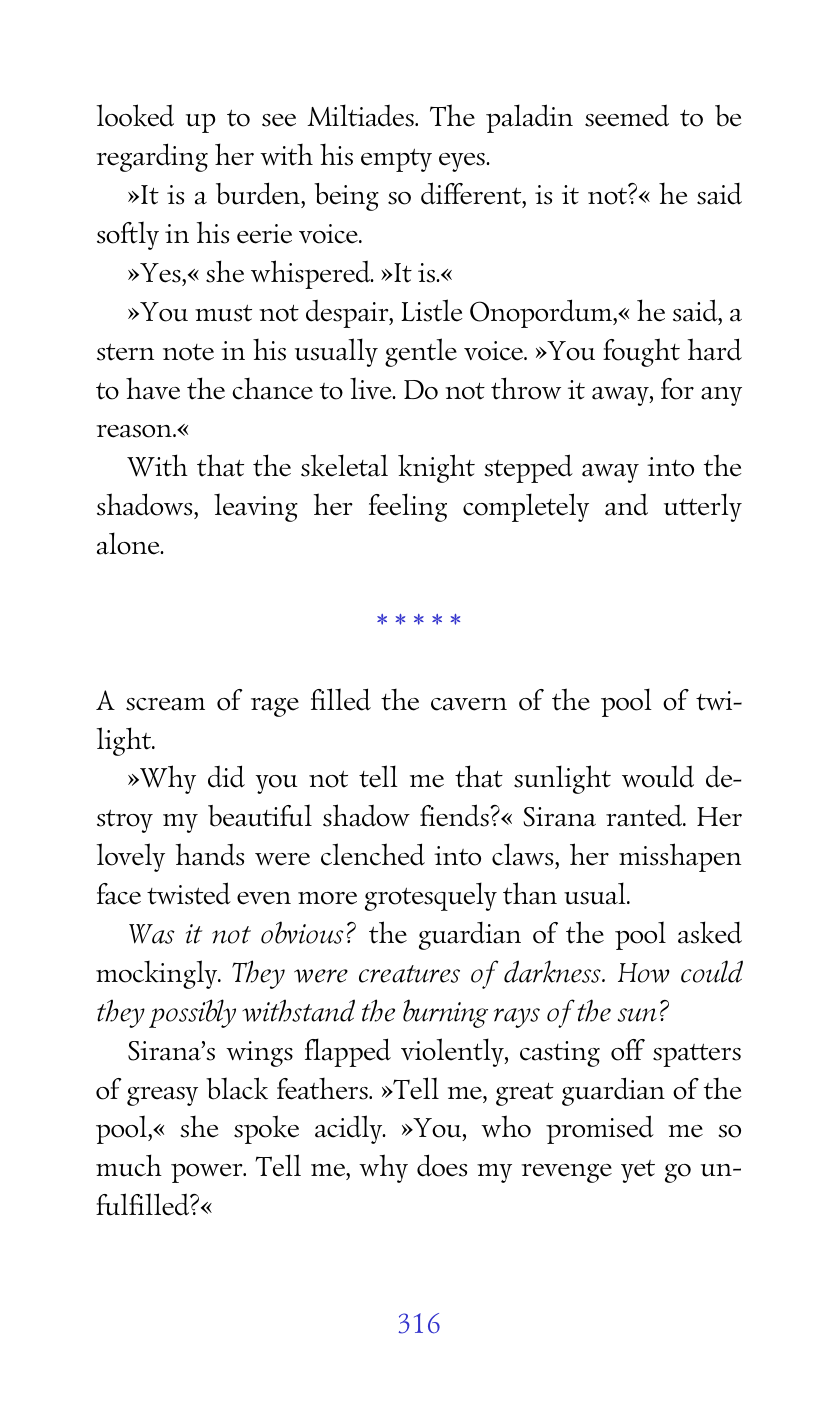 looked up to see Miltiades. The paladin seemed to be
regarding her with his empty eyes.
»It is a burden, being so different, is it not?« he said
softly in his eerie voice.
»Yes,« she whispered. »It is.«
»You must not despair, Listle Onopordum,« he said, a
stern note in his usually gentle voice. »You fought hard
to have the chance to live. Do not throw it away, for any
reason.«
With that the skeletal knight stepped away into the
shadows, leaving her feeling completely and utterly
alone.
* * * * *
A scream of rage filled the cavern of the pool of twi-
light.
»Why did you not tell me that sunlight would de-
stroy my beautiful shadow fiends?« Sirana ranted. Her
lovely hands were clenched into claws, her misshapen
face twisted even more grotesquely than usual.
Was it not obvious? the guardian of the pool asked
mockingly. They were creatures of darkness. How could
they possibly withstand the burning rays of the sun?
Sirana’s wings flapped violently, casting off spatters
of greasy black feathers. »Tell me, great guardian of the
pool,« she spoke acidly. »You, who promised me so
much power. Tell me, why does my revenge yet go un-
fulfilled?«
316